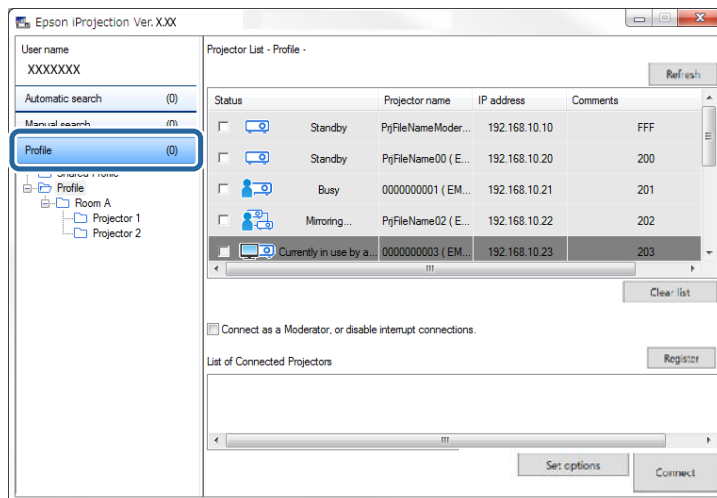 Epson iProjection Ver. X.XX
User name
XXXXXXX
Automatic search (0)
Manual search (0)
Profile (0)
Shared Profile
Profile
Room A
Projector 1
Projector 2
Projector List - Profile -
Refresh
Status Projector name IP address Comments
Standby PrjFileNameModer... 192.168.10.10 FFF
Standby PrjFileName00 ( E... 192.168.10.20 200
Busy 0000000001 ( EM... 192.168.10.21 201
Mirroring... PrjFileName02 ( E... 192.168.10.22 202
Currently in use by a... 0000000003 ( EM... 192.168.10.23 203
Clear list
Connect as a Moderator, or disable interrupt connections.
List of Connected Projectors
Register
Set options
Connect